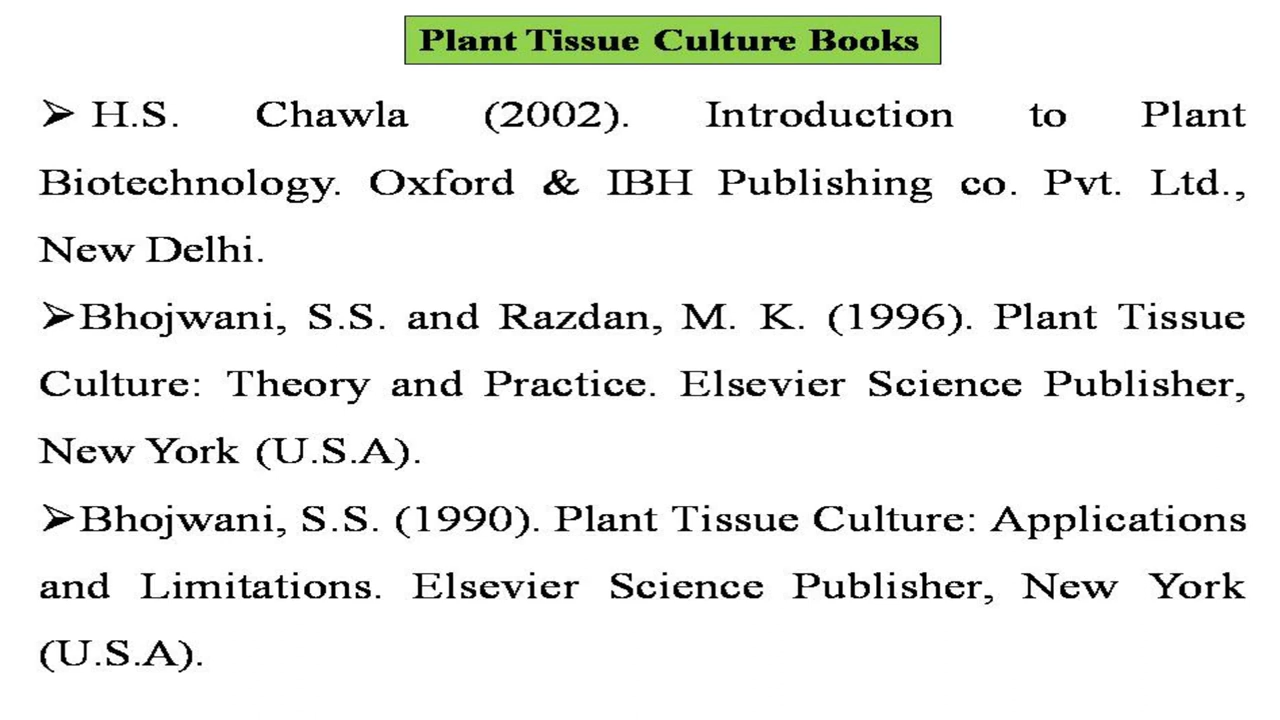 Plant Tissue Culture Books
➢ H.S. Chawla (2002). Introduction to Plant
Biotechnology. Oxford & IBH Publishing co. Pvt. Ltd.,
New Delhi.
➢Bhojwani, S.S. and Razdan, M. K. (1996). Plant Tissue
Culture: Theory and Practice. Elsevier Science Publisher,
New York (U.S.A).
➢Bhojwani, S.S. (1990). Plant Tissue Culture: Applications
and Limitations. Elsevier Science Publisher, New York
(U.S.A).